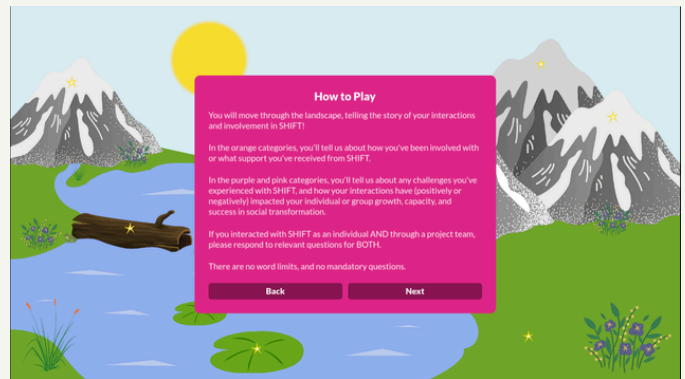 How to Play
You will move through the landscape, telling the story of your interactions
and involvement in SHIFT!
In the orange categories, you'll tell us about how you've been involved with
or what support you've received from SHIFT.
In the purple and pink categories, you'll tell us about any challenges you've
experienced with SHIFT, and how your interactions have (positively or
negatively) impacted your individual or group growth, capacity, and
success in social transformation.
If you interacted with SHIFT as an individual AND through a project team,
please respond to relevant questions for BOTH.
There are no word limits, and no mandatory questions.
Back
Next